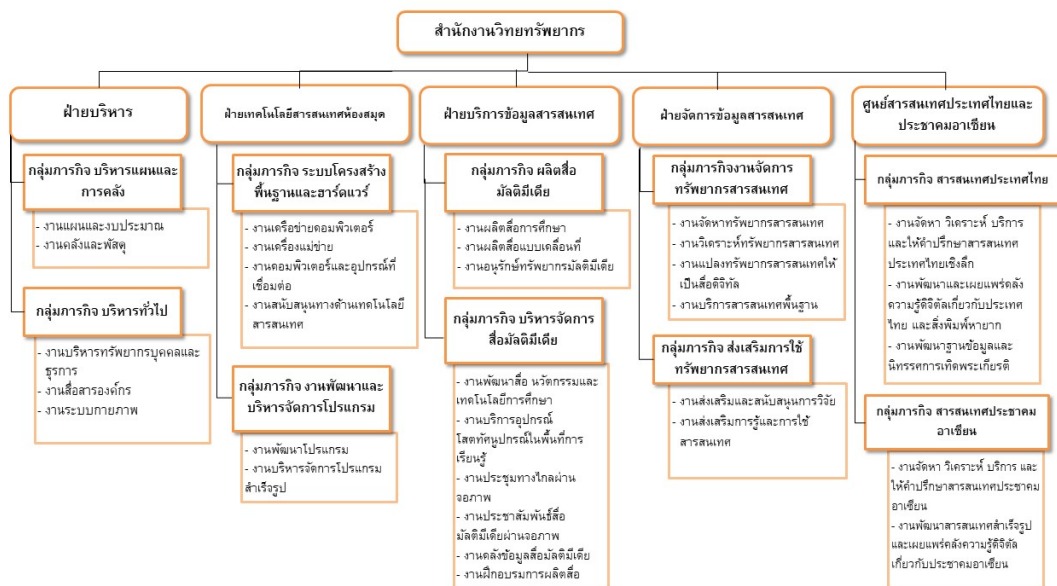 สำนักงานวิทยทรัพยากร
ฝ่ายบริหาร
กลุ่มภารกิจ บริหารแผนและ
การคลัง
- งานแผนและงบประมาณ
- งานคลังและพัสดุ
กลุ่มภารกิจ บริหารทั่วไป
- งานบริหารทรัพยากรบุคคลและ
ธุรการ
- งานสื่อสารองค์กร
- งานระบบกายภาพ
ฝ่ายเทคโนโลยีสารสนเทศห้องสมุด
กลุ่มภารกิจ ระบบโครงสร้าง
พื้นฐานและฮาร์ดแวร์
- งานเครือข่ายคอมพิวเตอร์
- งานเครื่องแม่ข่าย
- งานคอมพิวเตอร์และอุปกรณ์ที่
เชื่อมต่อ
- งานสนับสนุนทางด้านเทคโนโลยี
สารสนเทศ
กลุ่มภารกิจ งานพัฒนาและ
บริหารจัดการโปรแกรม
- งานพัฒนาโปรแกรม
- งานบริหารจัดการโปรแกรม
สำเร็จรูป
ฝ่ายบริการข้อมูลสารสนเทศ
กลุ่มภารกิจ ผลิตสื่อ
มัลติมีเดีย
- งานผลิตสื่อการศึกษา
- งานผลิตสื่อแบบเคลื่อนที่
- งานอนุรักษ์ทรัพยากรมัลติมีเดีย
กลุ่มภารกิจ บริหารจัดการ
สื่อมัลติมีเดีย
- งานพัฒนาสื่อ นวัตกรรมและ
เทคโนโลยีการศึกษา
- งานบริการอุปกรณ์
โสตทัศนูปกรณ์ในพื้นที่การ
เรียนรู้
- งานประชุมทางไกลผ่าน
จอภาพ
- งานประชาสัมพันธ์สื่อ
มัลติมีเดียผ่านจอภาพ
- งานคลังข้อมูลสื่อมัลติมีเดีย
- งานฝึกอบรมการผลิตสื่อ
ฝ่ายจัดการข้อมูลสารสนเทศ
กลุ่มภารกิจงานจัดการ
ทรัพยากรสารสนเทศ
- งานจัดหาทรัพยากรสารสนเทศ
- งานวิเคราะห์ทรัพยากรสารสนเทศ
- งานแปลงทรัพยากรสารสนเทศให้
เป็นสื่อดิจิทัล
- งานบริการสารสนเทศพื้นฐาน
กลุ่มภารกิจ ส่งเสริมการใช้
ทรัพยากรสารสนเทศ
- งานส่งเสริมและสนับสนุนการวิจัย
- งานส่งเสริมการรู้และการใช้
สารสนเทศ
ศูนย์สารสนเทศประเทศไทยและ
ประชาคมอาเซียน
กลุ่มภารกิจ สารสนเทศประเทศไทย
- งานจัดหา วิเคราะห์ บริการ
และให้คำปรึกษาสารสนเทศ
ประเทศไทยเชิงลึก
- งานพัฒนาและเผยแพร่คลัง
ความรู้ดิจิตัลเกี่ยวกับประเทศ
ไทย และสิ่งพิมพ์หายาก
- งานพัฒนาฐานข้อมูลและ
นิทรรศการเทิดพระเกียรติ
กลุ่มภารกิจ สารสนเทศประชาคม
อาเซียน
- งานจัดหา วิเคราะห์ บริการ และ
ให้คำปรึกษาสารสนเทศประชาคม
อาเซียน
- งานพัฒนาสารสนเทศสำเร็จรูป
และเผยแพร่คลังความรู้ดิจิตัล
เกี่ยวกับประชาคมอาเซียน